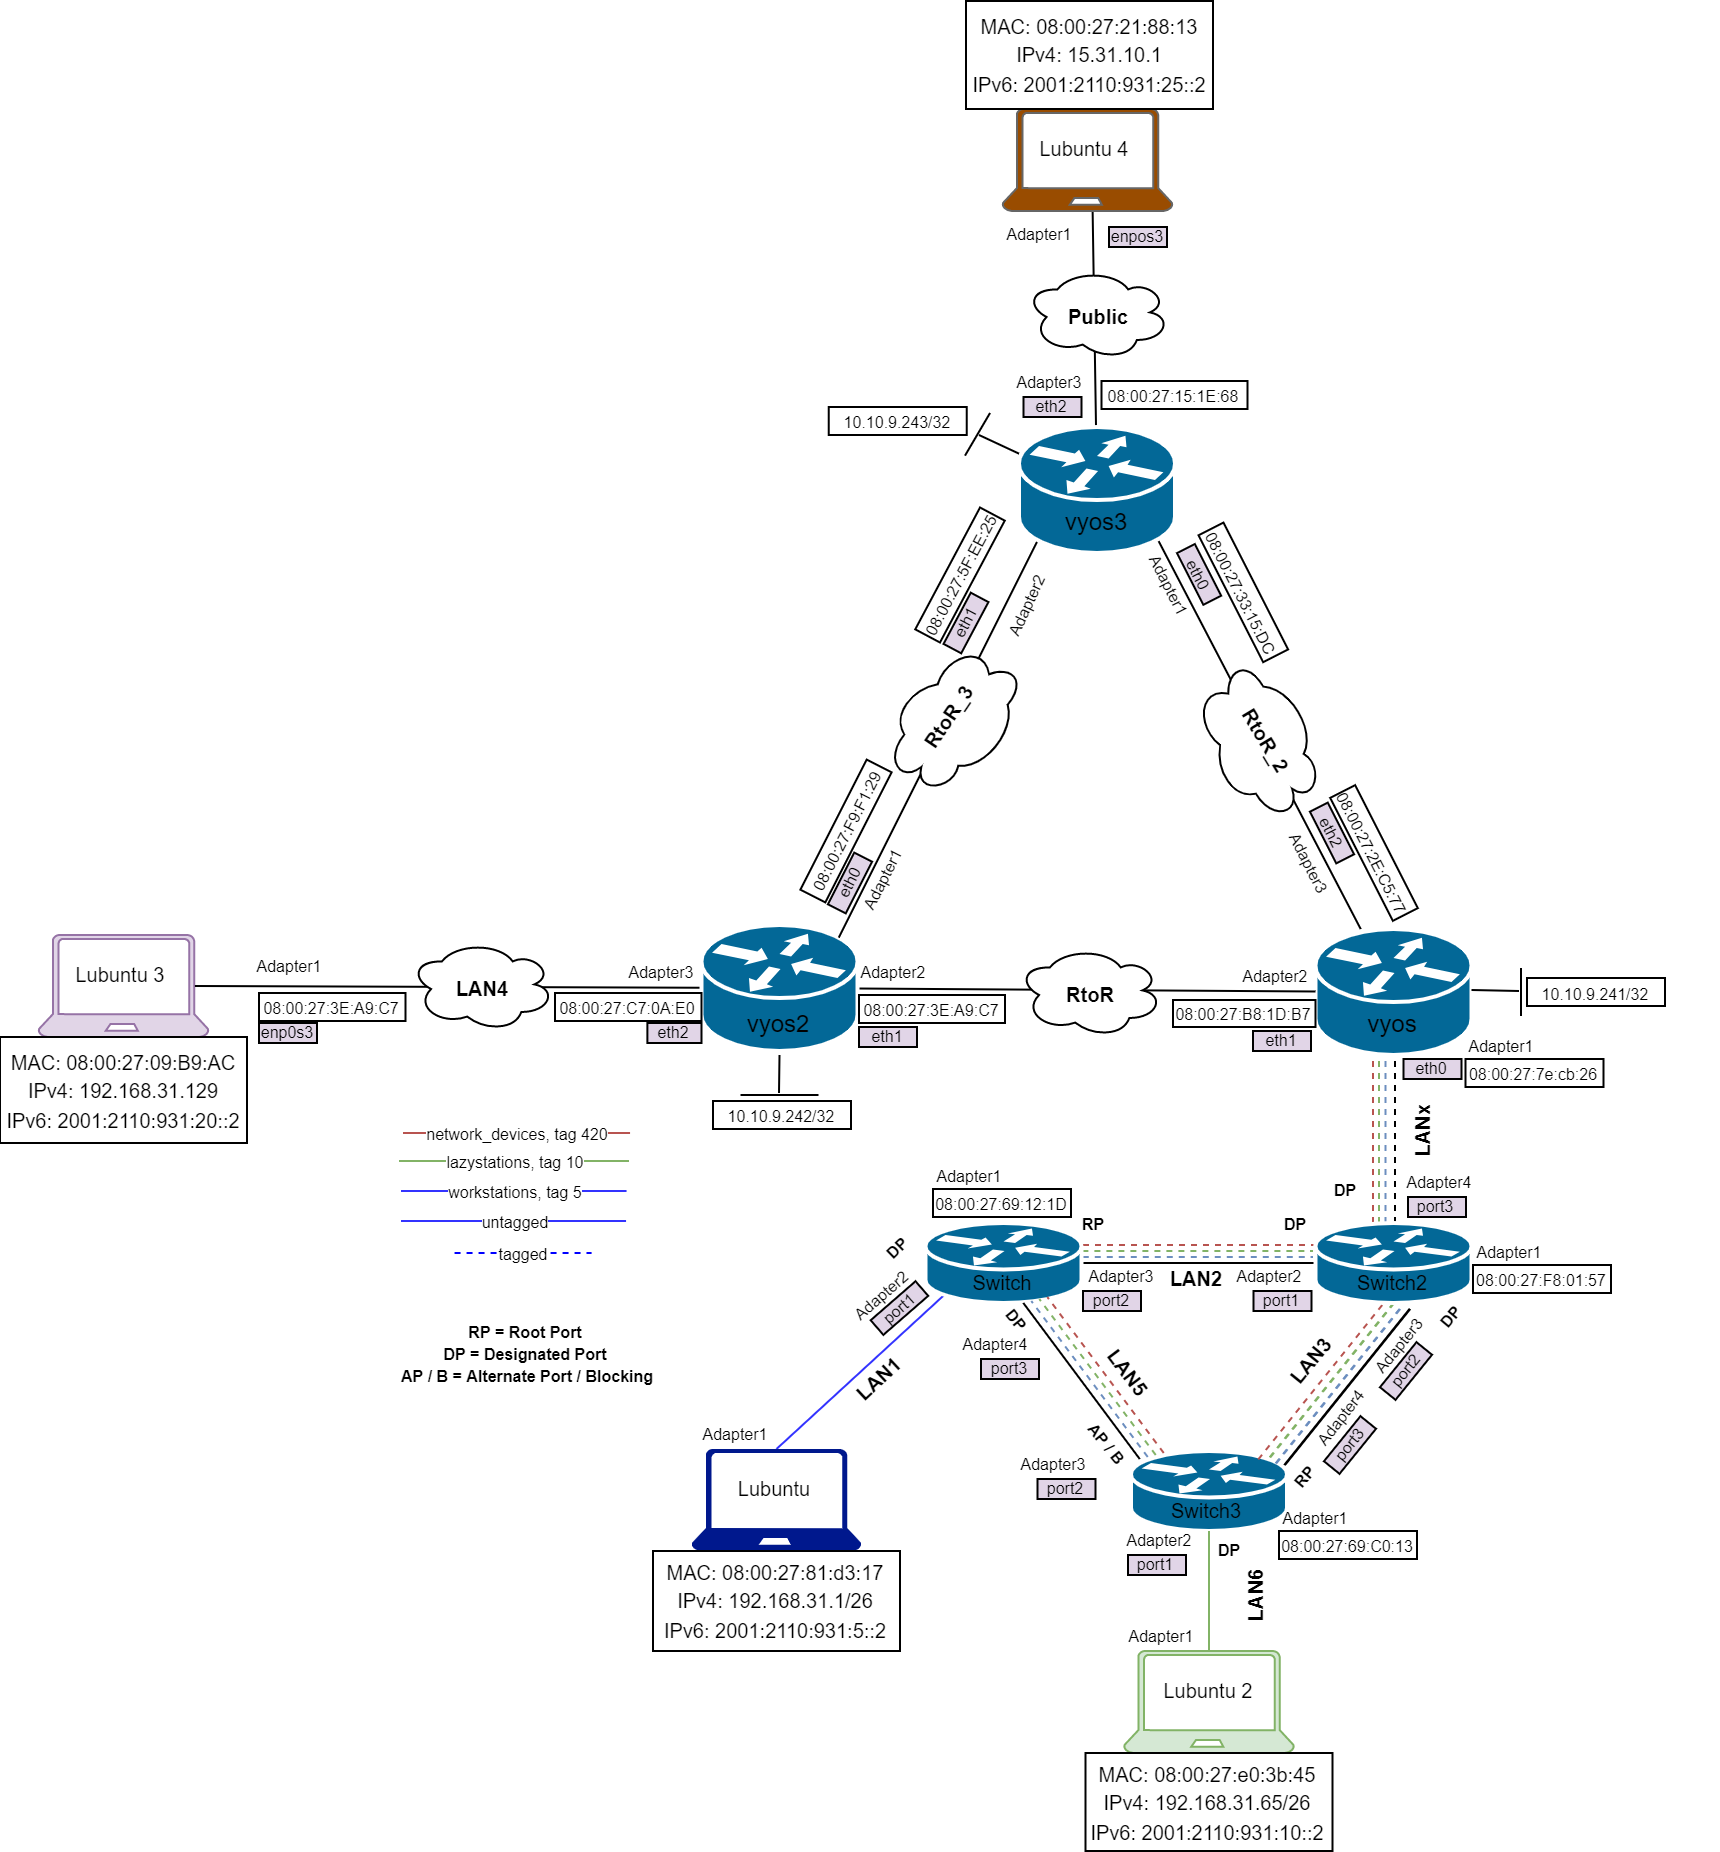 MAC: 08:00:27:21:88:13
IPv4: 15.31.10.1
IPv6: 2001:2110:931:25::2
Lubuntu 4
Adapter1
enpos3
Public
Adapter3
eth2
08:00:27:15:1E:68
10.10.9.243/32
vyos3
08:00:27:5F:EE:25
eth1
Adapter2
Adapter1
eth0
08:00:27:33:15:DC
RtoR_3
RtoR_2
08:00:27:F9:F1:29
eth0
Adapter1
Adapter3
eth2
08:00:27:2E:C5:77
Lubuntu 3
Adapter1
08:00:27:3E:A9:C7
enp0s3
LAN4
Adapter3
08:00:27:C7:0A:E0
eth2
vyos2
Adapter2
08:00:27:3E:A9:C7
eth1
RtoR
Adapter2
08:00:27:B8:1D:B7
eth1
vyos
10.10.9.241/32
MAC: 08:00:27:09:B9:AC
IPv4: 192.168.31.129
IPv6: 2001:2110:931:20::2
10.10.9.242/32
Adapter1
eth0
08:00:27:7e:cb:26
LANx
network_devices, tag 420
lazystations, tag 10
workstations, tag 5
untagged
tagged
RP = Root Port
DP = Designated Port
AP / B = Alternate Port / Blocking
Adapter1
08:00:27:69:12:1D
DP
Adapter4
port3
DP
RP
DP
Switch
Adapter3
port2
LAN2
Adapter2
port1
Switch2
Adapter1
08:00:27:F8:01:57
Adapter2
port1
DP
Adapter4
port3
LAN5
LAN3
Adapter3
port2
DP
LAN1
AP / B
Adapter4
port3
RP
Adapter1
Lubuntu
Adapter3
port2
Switch3
Adapter1
08:00:27:69:C0:13
Adapter2
port1
DP
LAN6
MAC: 08:00:27:81:d3:17
IPv4: 192.168.31.1/26
IPv6: 2001:2110:931:5::2
Adapter1
Lubuntu 2
MAC: 08:00:27:e0:3b:45
IPv4: 192.168.31.65/26
IPv6: 2001:2110:931:10::2